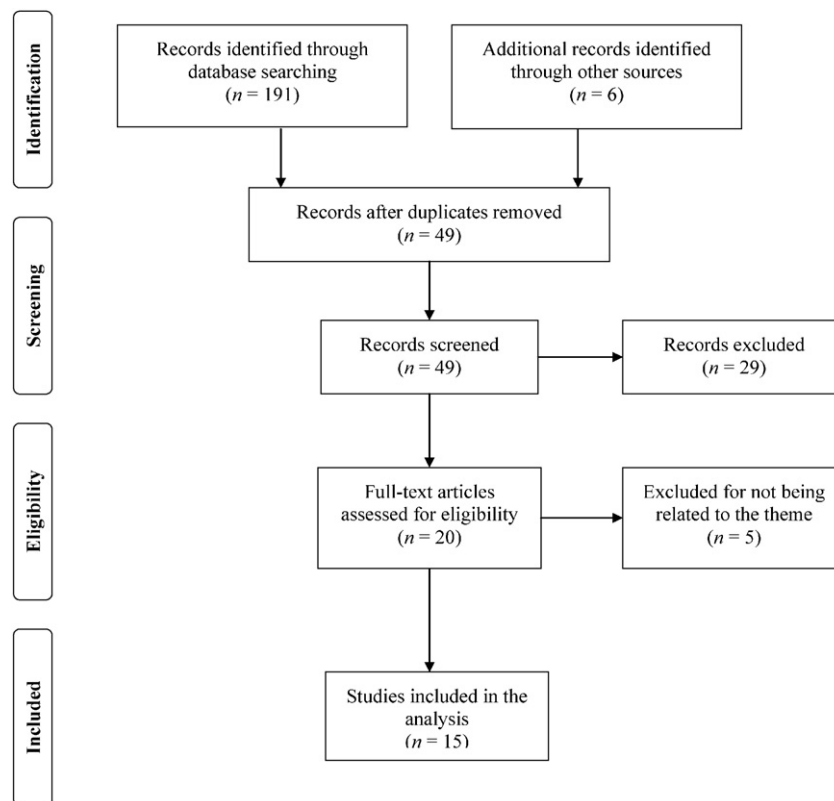 Identification
Records identified through
database searching
(n = 191)
Additional records identified
through other sources
(n = 6)
Records after duplicates removed
(n = 49)
Screening
Records screened
(n = 49)
Records excluded
(n = 29)
Eligibility
Full-text articles
assessed for eligibility
(n = 20)
Excluded for not being
related to the theme
(n = 5)
Included
Studies included in the
analysis
(n = 15)